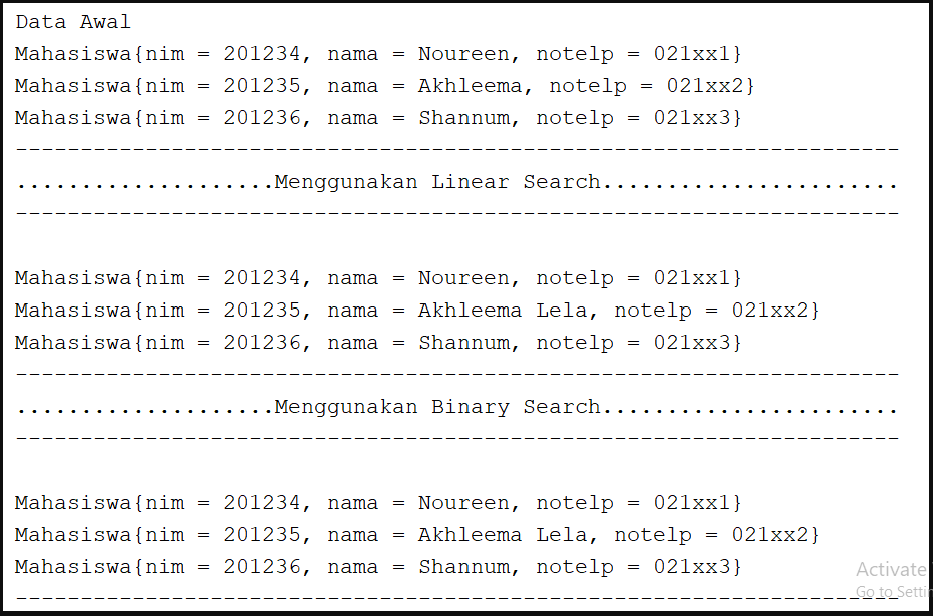 Data Awal
Mahasiswa{nim = 201234, nama = Noureen, notelp = 021xx1}
Mahasiswa{nim = 201235, nama = Akhleema, notelp = 021xx2}
Mahasiswa{nim = 201236, nama = Shannum, notelp = 021xx3}
--------------------------------------------------------------------
....................Menggunakan Linear Search.......................
--------------------------------------------------------------------
Mahasiswa{nim = 201234, nama = Noureen, notelp = 021xx1}
Mahasiswa{nim = 201235, nama = Akhleema Lela, notelp = 021xx2}
Mahasiswa{nim = 201236, nama = Shannum, notelp = 021xx3}
--------------------------------------------------------------------
....................Menggunakan Binary Search.......................
--------------------------------------------------------------------
Mahasiswa{nim = 201234, nama = Noureen, notelp = 021xx1}
Mahasiswa{nim = 201235, nama = Akhleema Lela, notelp = 021xx2}
Mahasiswa{nim = 201236, nama = Shannum, notelp = 021xx3}
Activate
Go to
--------------------------------------------------------------------